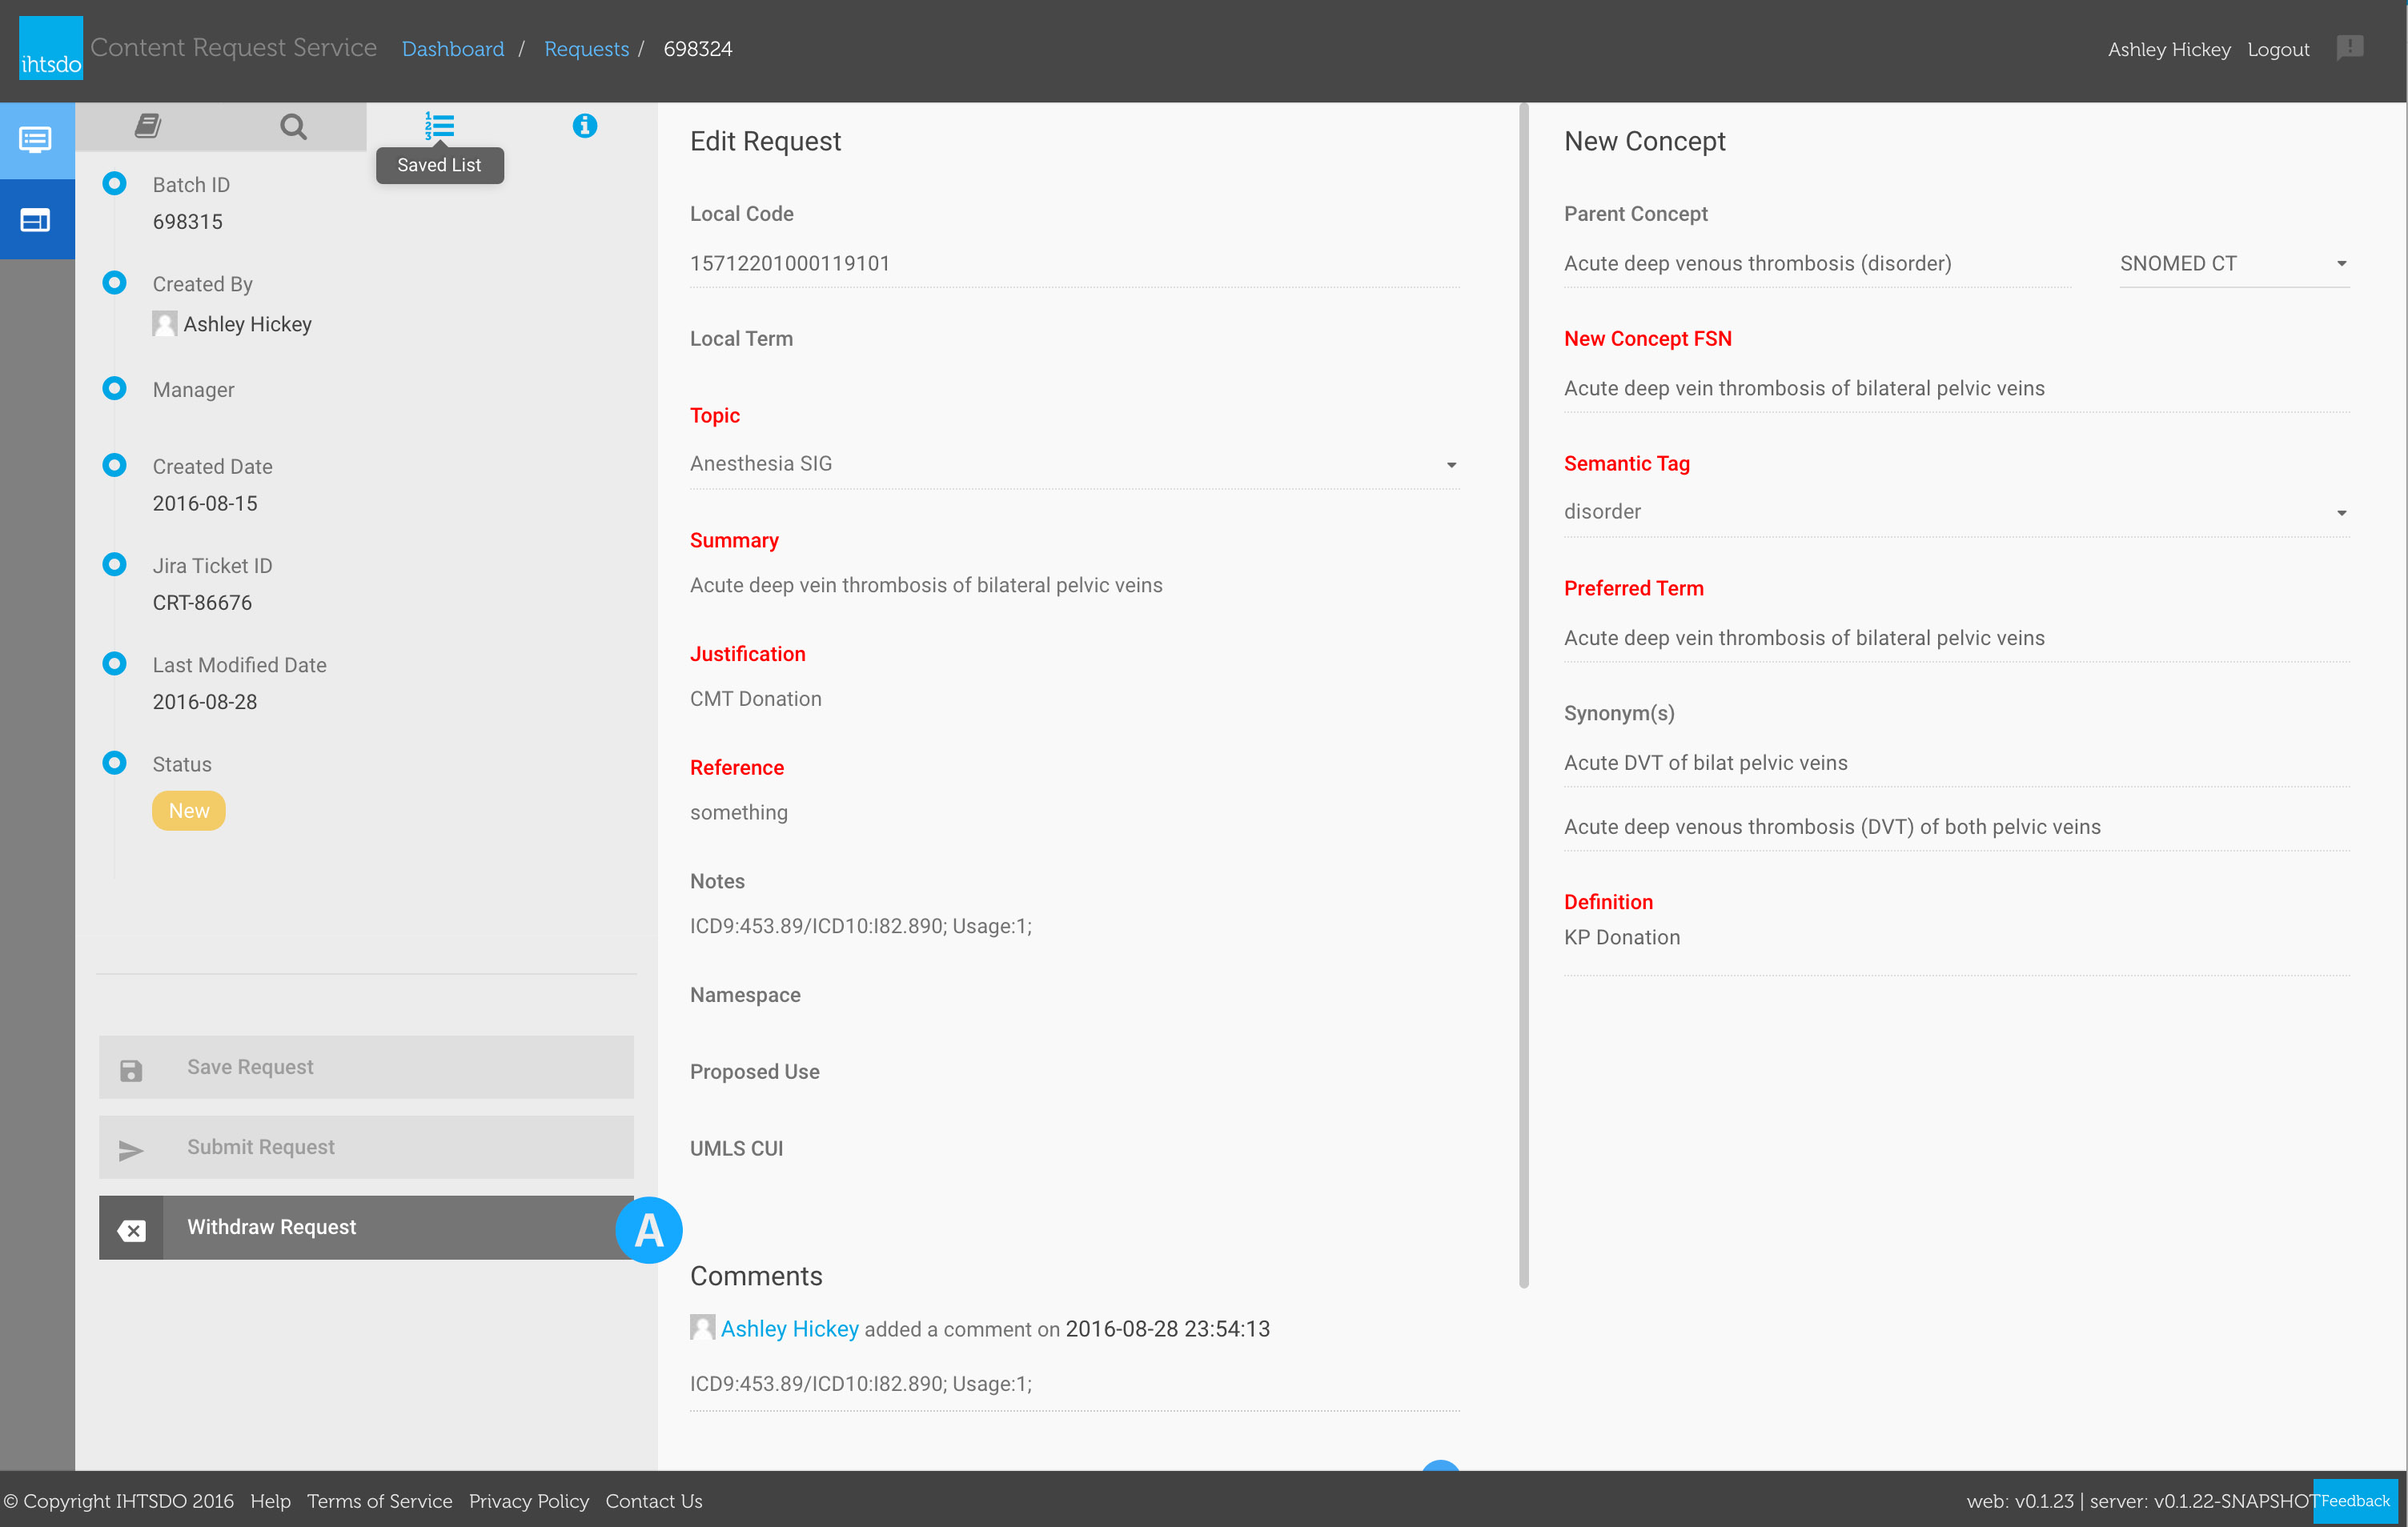 ihtsdo Content Request Service Dashboard / Requests / 698324 Ashley Hickey Logout
1
2
3
Saved List
Batch ID
698315
Created By
Ashley Hickey
Manager
Created Date
2016-08-15
Jira Ticket ID
CRT-86676
Last Modified Date
2016-08-28
Status
New
Save Request
Submit Request
Withdraw Request
A
Edit Request
Local Code
15712201000119101
Local Term
Topic
Anesthesia SIG
Summary
Acute deep vein thrombosis of bilateral pelvic veins
Justification
CMT Donation
Reference
something
Notes
ICD9:453.89/ICD10:I82.890; Usage:1;
Namespace
Proposed Use
UMLS CUI
Comments
Ashley Hickey added a comment on 2016-08-28 23:54:13
ICD9:453.89/ICD10:I82.890; Usage:1;
New Concept
Parent Concept
Acute deep venous thrombosis (disorder) SNOMED CT
New Concept FSN
Acute deep vein thrombosis of bilateral pelvic veins
Semantic Tag
disorder
Preferred Term
Acute deep vein thrombosis of bilateral pelvic veins
Synonym(s)
Acute DVT of bilat pelvic veins
Acute deep venous thrombosis (DVT) of both pelvic veins
Definition
KP Donation
© Copyright IHTSDO 2016 Help Terms of Service Privacy Policy Contact Us web: v0.1.23 | server: v0.1.22-SNAPSHOT Feedback